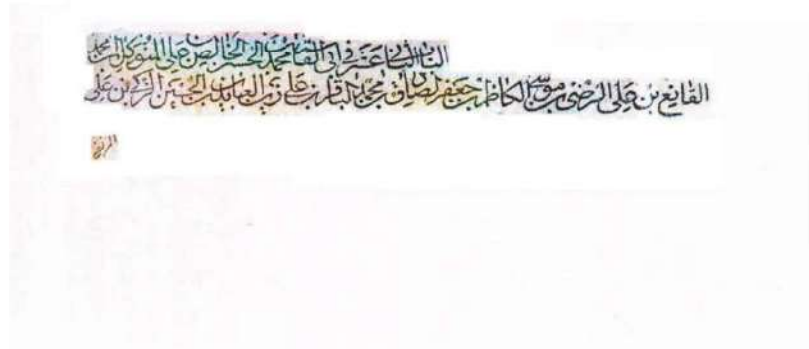 الباب الثاني عشر في ابي القاسم محمد بن الحسن الخالص بن علي المتوكل بن محمد
القانع بن علي الرضى بن موسى الكاظم بن جعفر الصادق بن محمد الباقر بن علي زين العابدين بن الحسين الزكي بن علي
المرتضى